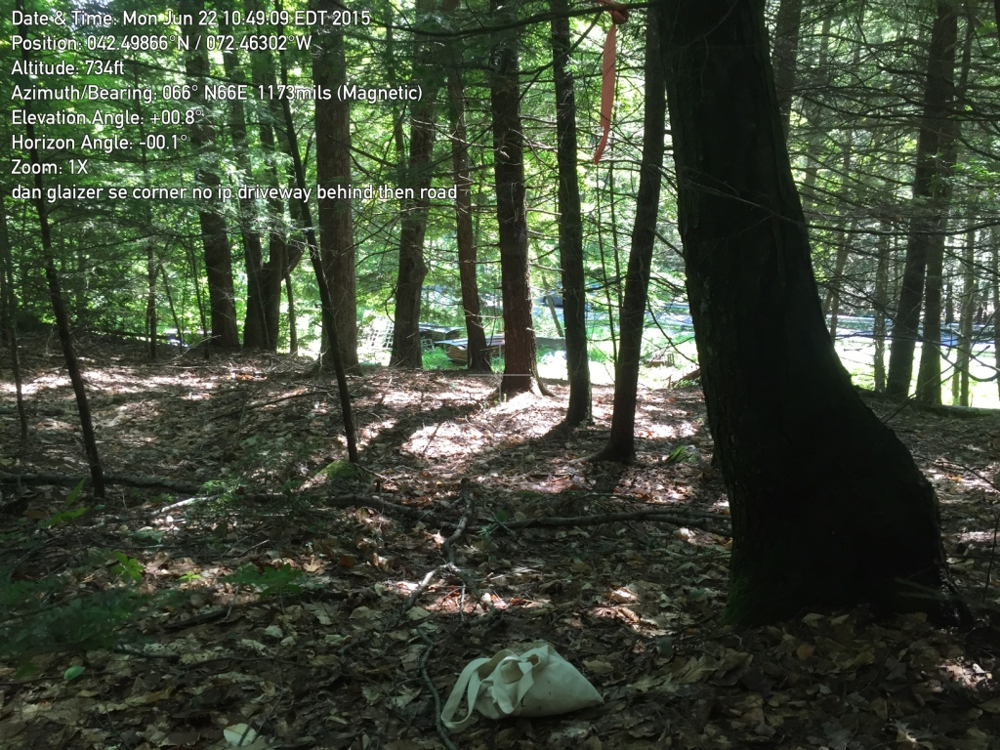 Date & Time: Mon Jun 22 10:49:09 EDT 2015
Position: 042.49866°N / 072.46302°W
Altitude: 734ft
Azimuth/Bearing: 066° N66E 1173mils (Magnetic)
Elevation Angle: +00.8°
Horizon Angle: -00.1°
Zoom: 1X
dan glaizer se corner no ip driveway behind then road